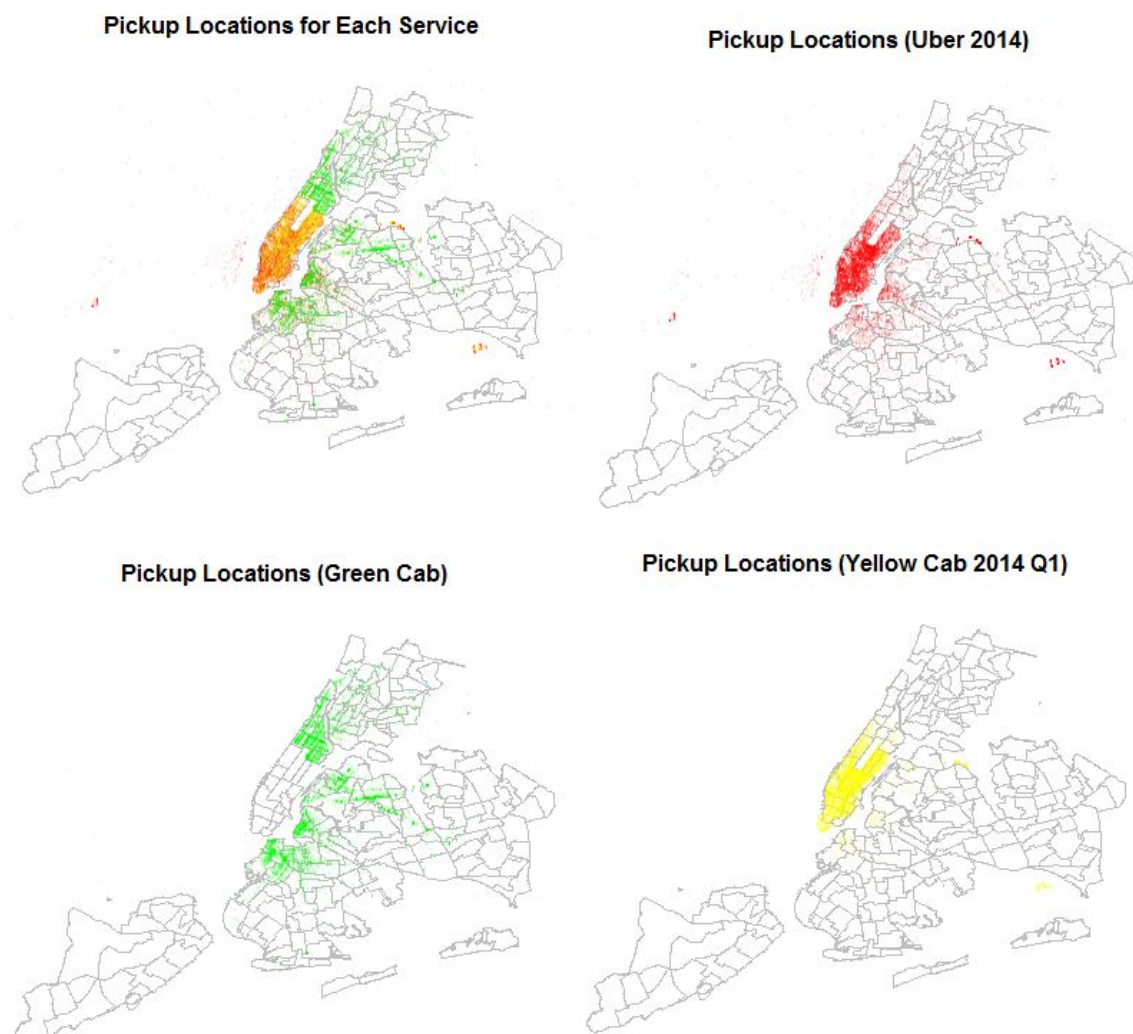 Pickup Locations for Each Service
Pickup Locations (Uber 2014)
Pickup Locations (Green Cab)
Pickup Locations (Yellow Cab 2014 Q1)